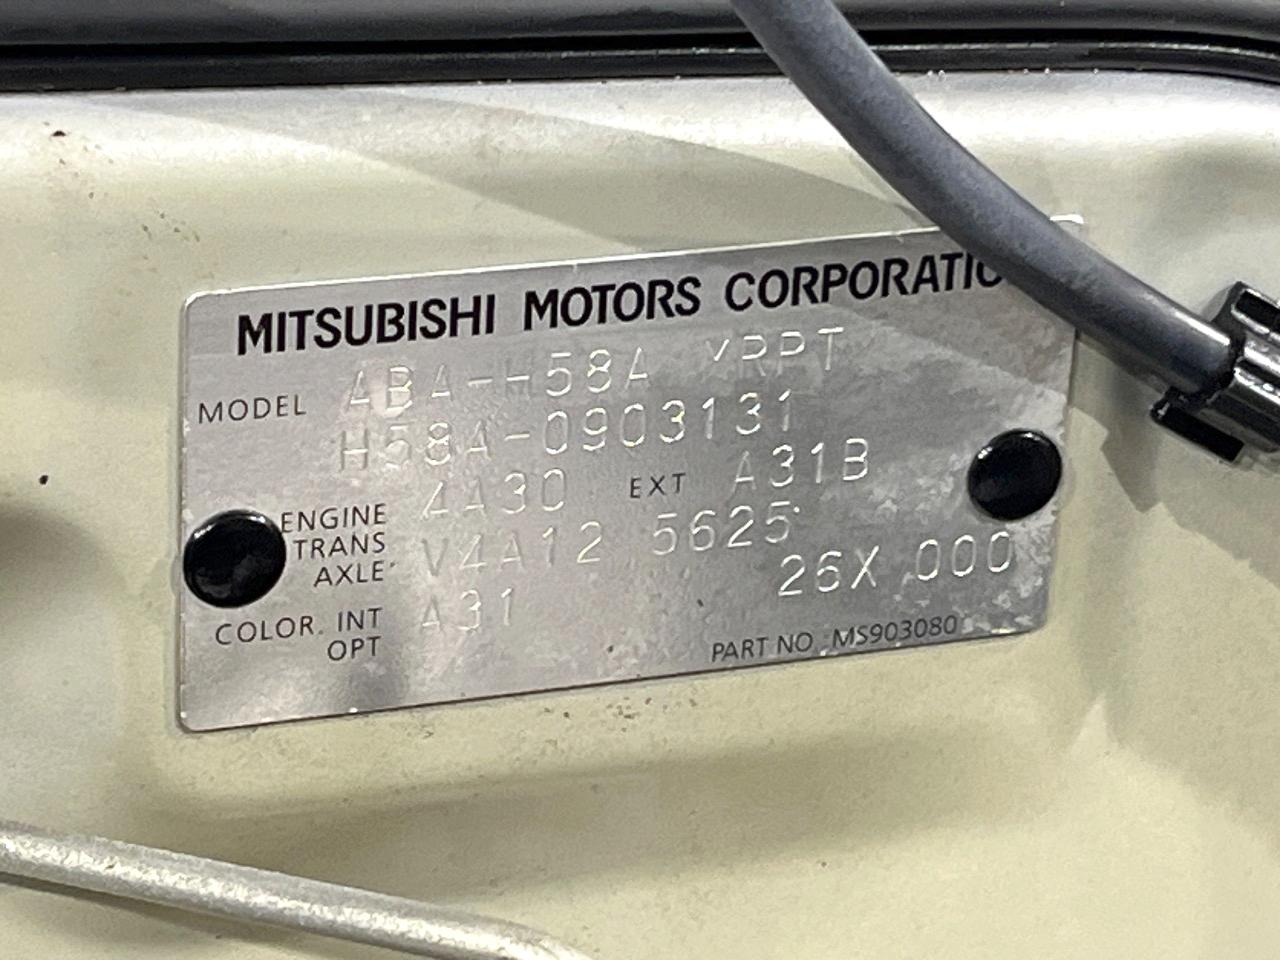 MITSUBISHI MOTORS CORPORATIO
MODEL ABA-H58A XRPT
H58A-0903131
ENGINE 4A30 EXT A31B
TRANS AXLE V4A12 5625
COLOR. INT OPT A31 26X 000
PART NO. MS903080